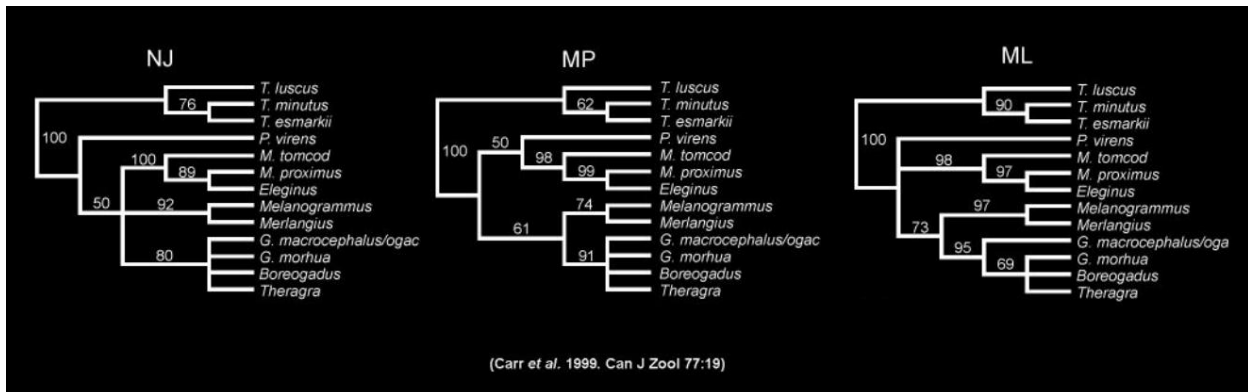 NJ
T. luscus
76
T. minutus
T. esmarkii
100
P. virens
100
M. tomcod
89
M. proximus
Eleginus
50
92
Melanogrammus
Merlangius
G. macrocephalus/ogac
80
G. morhua
Boreogadus
Theragra
MP
T. luscus
62
T. minutus
T. esmarkii
50
P. virens
100
98
M. tomcod
99
M. proximus
Eleginus
74
Melanogrammus
61
Merlangius
G. macrocephalus/ogac
91
G. morhua
Boreogadus
Theragra
ML
T. luscus
90
T. minutus
T. esmarkii
100
P. virens
98
M. tomcod
97
M. proximus
Eleginus
97
Melanogrammus
73
Merlangius
95
G. macrocephalus/oga
69
G. morhua
Boreogadus
Theragra
(Carr et al. 1999. Can J Zool 77:19)